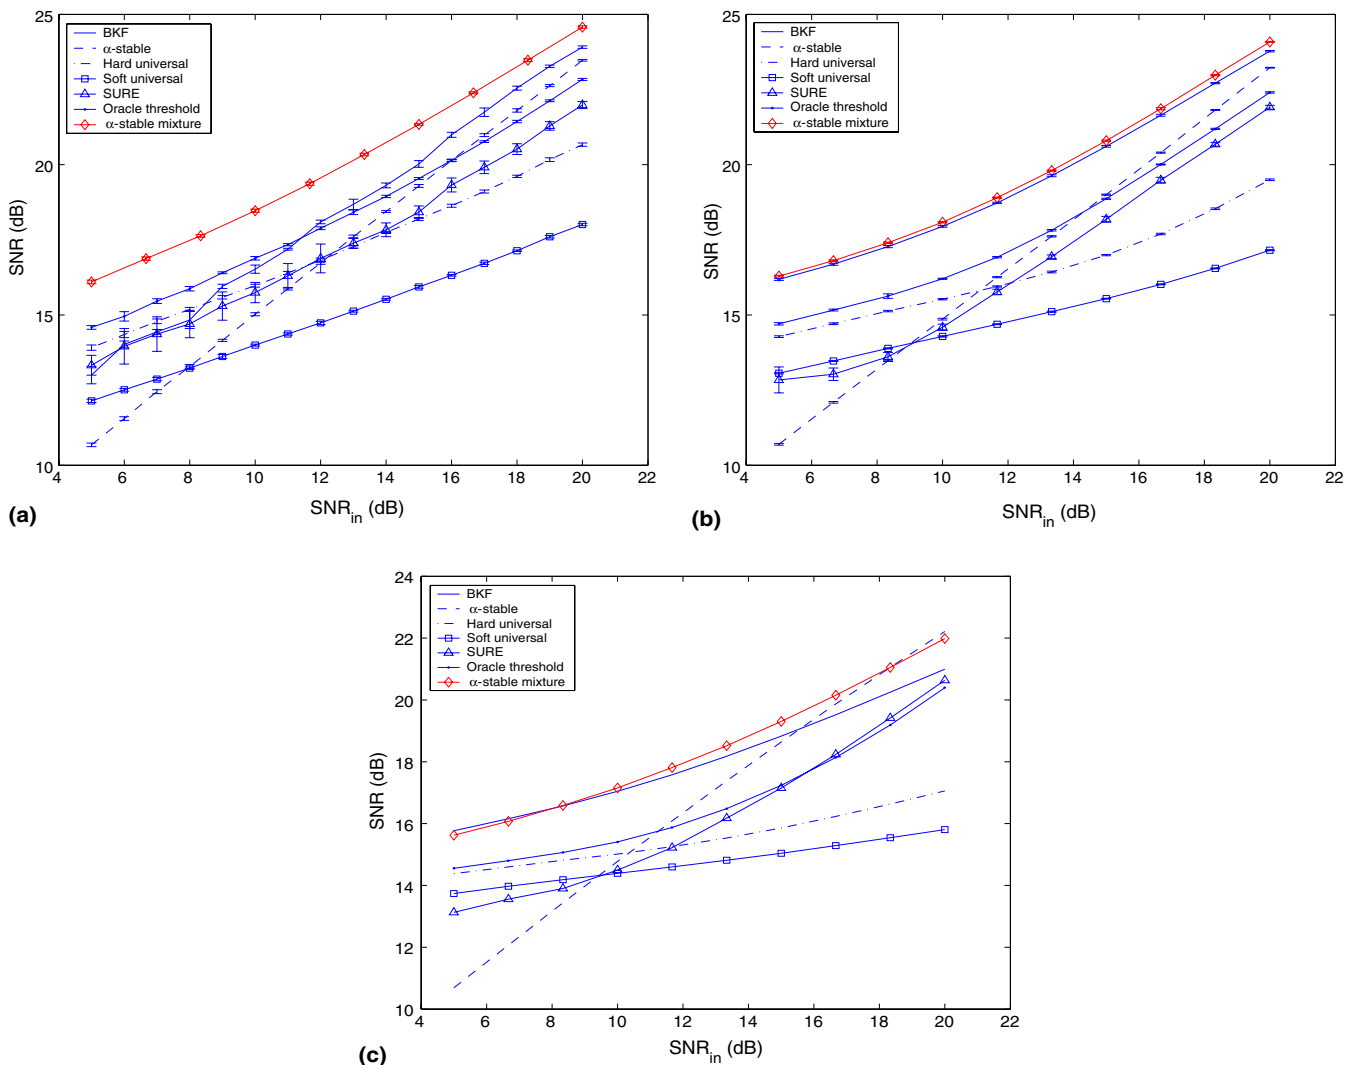 25
20
15
10
SNR (dB)
BKF
α-stable
Hard universal
Soft universal
SURE
Oracle threshold
α-stable mixture
4 6 8 10 12 14 16 18 20 22
SNRin (dB)
(a)
25
20
15
10
SNR (dB)
BKF
α-stable
Hard universal
Soft universal
SURE
Oracle threshold
α-stable mixture
4 6 8 10 12 14 16 18 20 22
SNRin (dB)
(b)
24
22
20
18
16
14
12
10
SNR (dB)
BKF
α-stable
Hard universal
Soft universal
SURE
Oracle threshold
α-stable mixture
4 6 8 10 12 14 16 18 20 22
SNRin (dB)
(c)